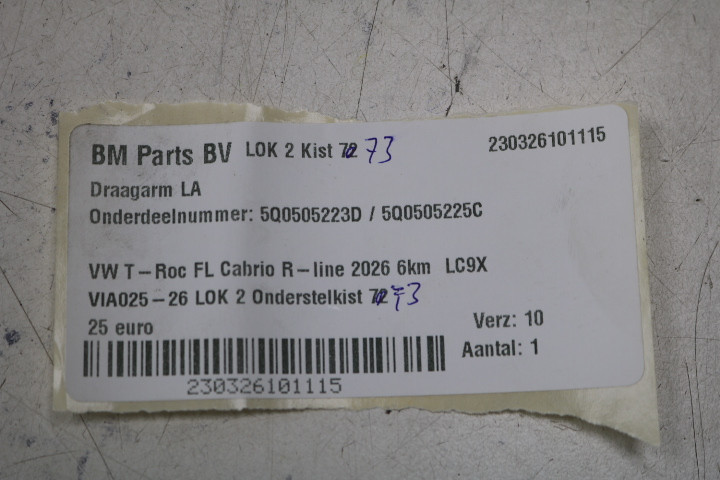 BM Parts BV LOK 2 Kist 72 73 230326101115
Draagarm LA
Onderdeelnummer: 5Q0505223D / 5Q0505225C
VW T-Roc FL Cabrio R-line 2026 6km LC9X
VIA025-26 LOK 2 Onderstelkist 72 73
25 euro Verz: 10
Aantal: 1
230326101115